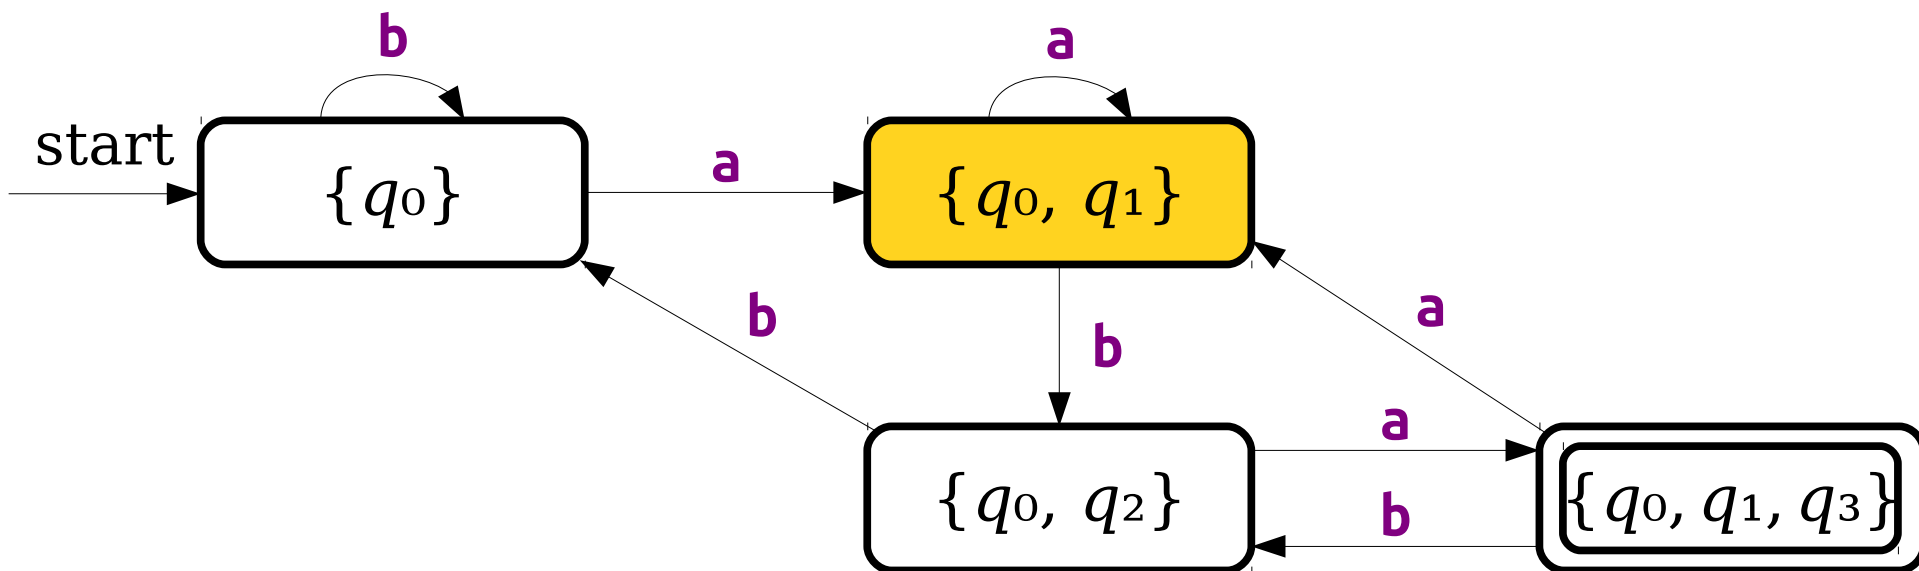 b
a
start
a
{q₀}
{q₀, q₁}
b
a
b
a
{q₀, q₂}
{q₀, q₁, q₃}
b